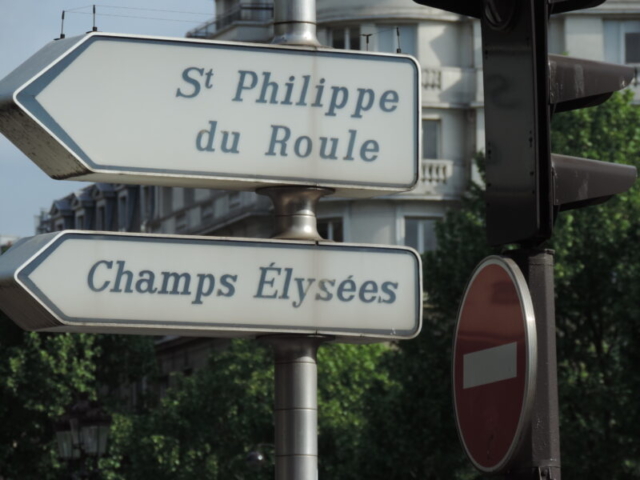 St Philippe
du Roule
Champs Élysées